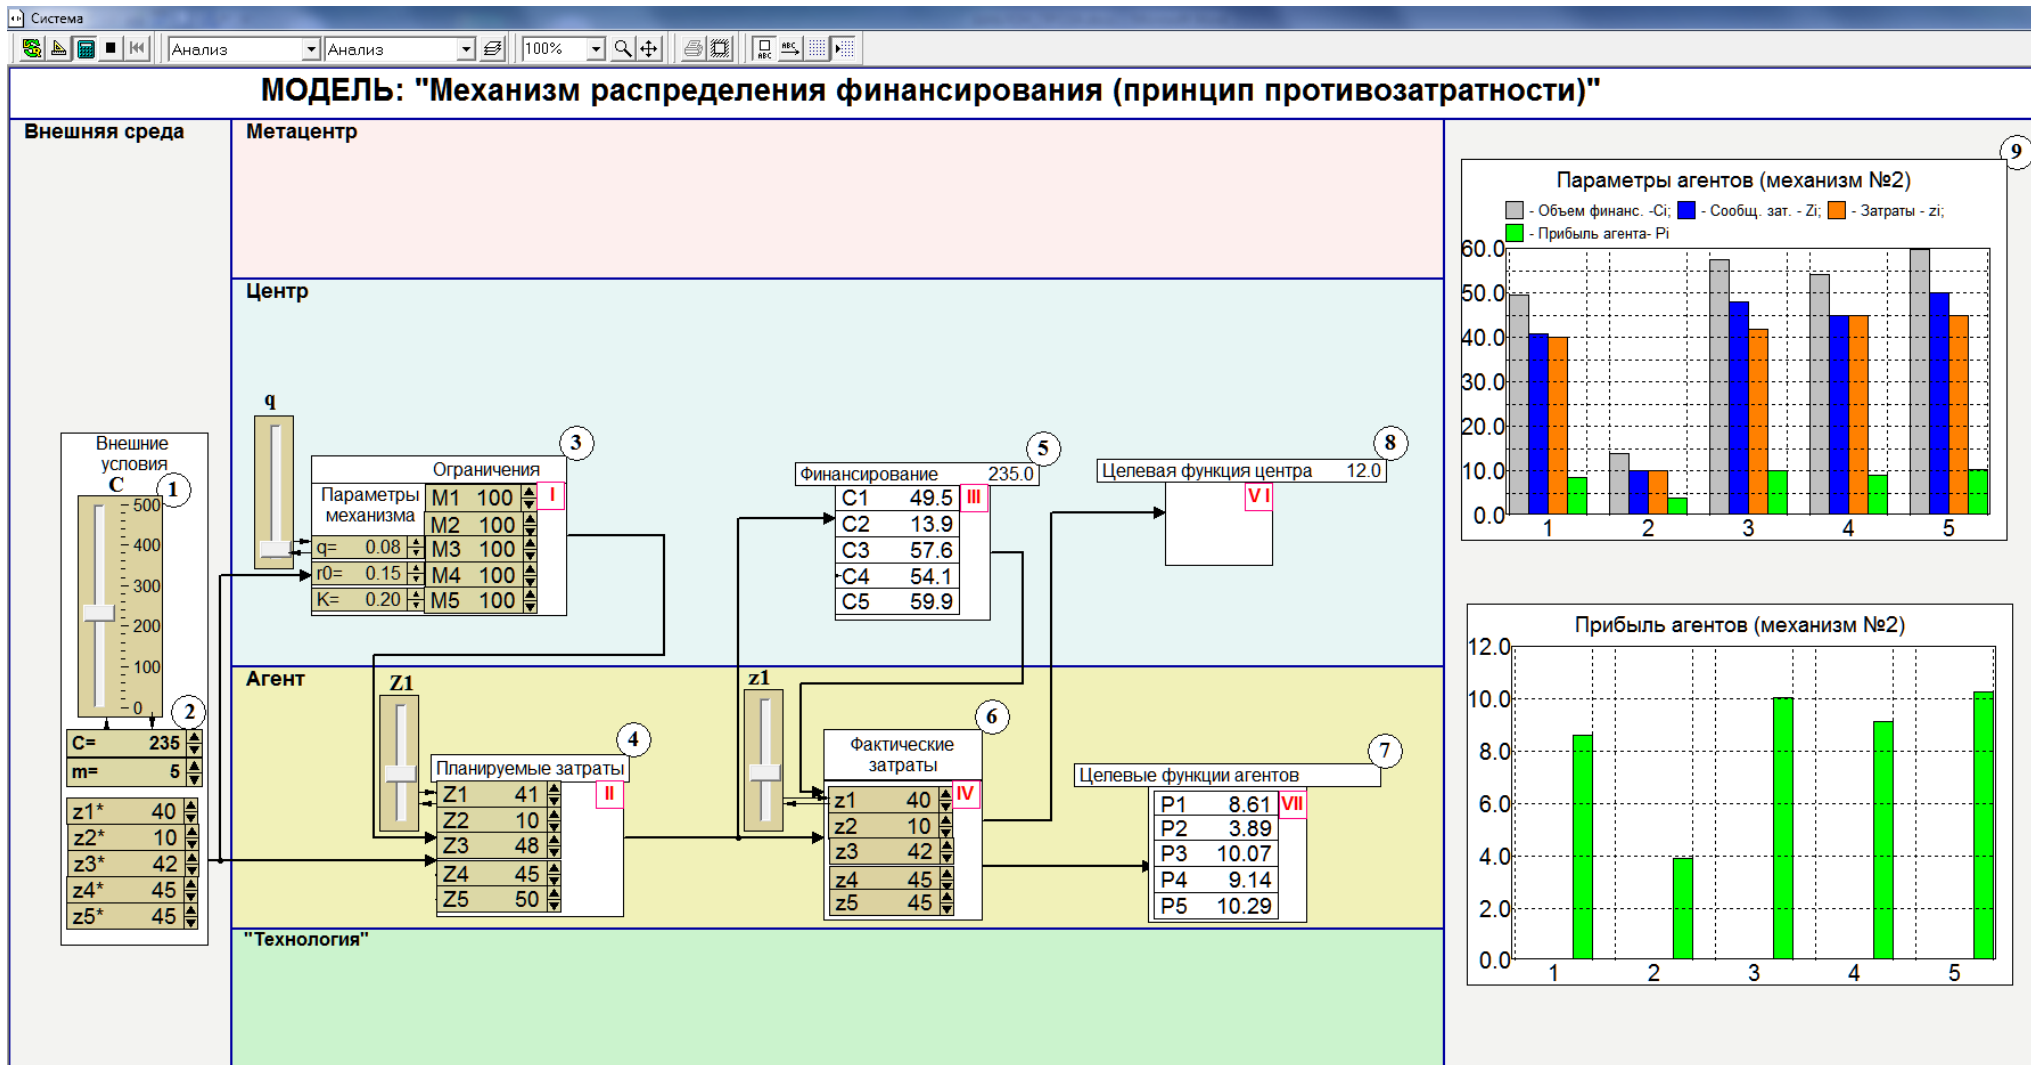 Система
Анализ Анализ 100%
МОДЕЛЬ: "Механизм распределения финансирования (принцип противозатратности)"
Внешняя среда
Метацентр
Центр
Агент
"Технология"
Внешние
условия
C
1
500
400
300
200
100
0
2
C= 235
m= 5
z1* 40
z2* 10
z3* 42
z4* 45
z5* 45
q
3
Ограничения
I
Параметры
механизма
M1 100
M2 100
q= 0.08 M3 100
r0= 0.15 M4 100
K= 0.20 M5 100
Z1
4
Планируемые затраты
II
Z1 41
Z2 10
Z3 48
Z4 45
Z5 50
5
Финансирование 235.0
III
C1 49.5
C2 13.9
C3 57.6
C4 54.1
C5 59.9
z1
6
Фактические
затраты
IV
z1 40
z2 10
z3 42
z4 45
z5 45
8
Целевая функция центра 12.0
V I
7
Целевые функции агентов
VII
P1 8.61
P2 3.89
P3 10.07
P4 9.14
P5 10.29
9
Параметры агентов (механизм №2)
- Объем финанс. -Ci; - Сообщ. зат. - Zi; - Затраты - zi;
- Прибыль агента- Pi
60.0
50.0
40.0
30.0
20.0
10.0
0.0
1 2 3 4 5
Прибыль агентов (механизм №2)
12.0
10.0
8.0
6.0
4.0
2.0
0.0
1 2 3 4 5